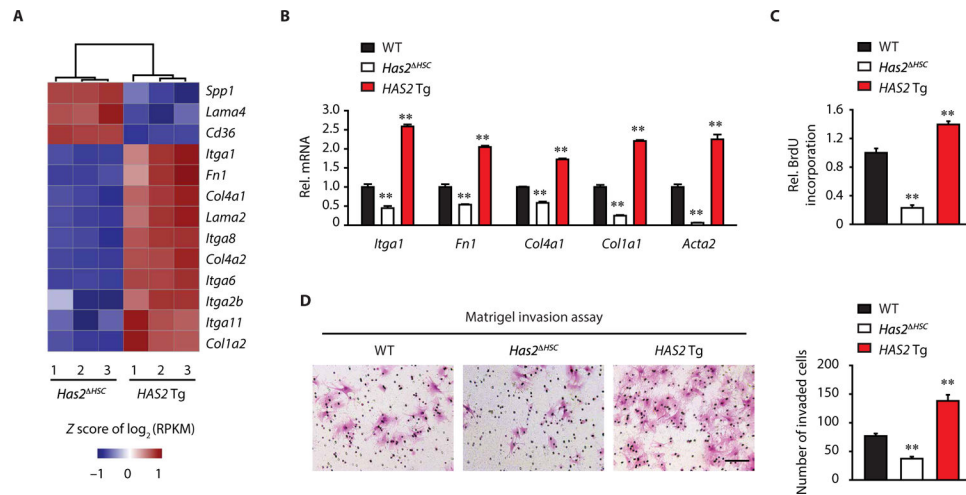 A
Spp1
Lama4
Cd36
Itga1
Fn1
Col4a1
Lama2
Itga8
Col4a2
Itga6
Itga2b
Itga11
Col1a2
1 2 3 1 2 3
Has2ΔHSC HAS2 Tg
Z score of log2 (RPKM)
−1 0 1
B
WT
Has2ΔHSC
HAS2 Tg
Rel. mRNA
3.0
2.5
2.0
1.5
1.0
0.5
0
** ** ** ** ** ** ** ** ** **
Itga1 Fn1 Col4a1 Col1a1 Acta2
C
WT
Has2ΔHSC
HAS2 Tg
Rel. BrdU
incorporation
1.6
1.2
0.8
0.4
0
** **
D
Matrigel invasion assay
WT Has2ΔHSC HAS2 Tg
WT
Has2ΔHSC
HAS2 Tg
Number of invaded cells
200
150
100
50
0
** **